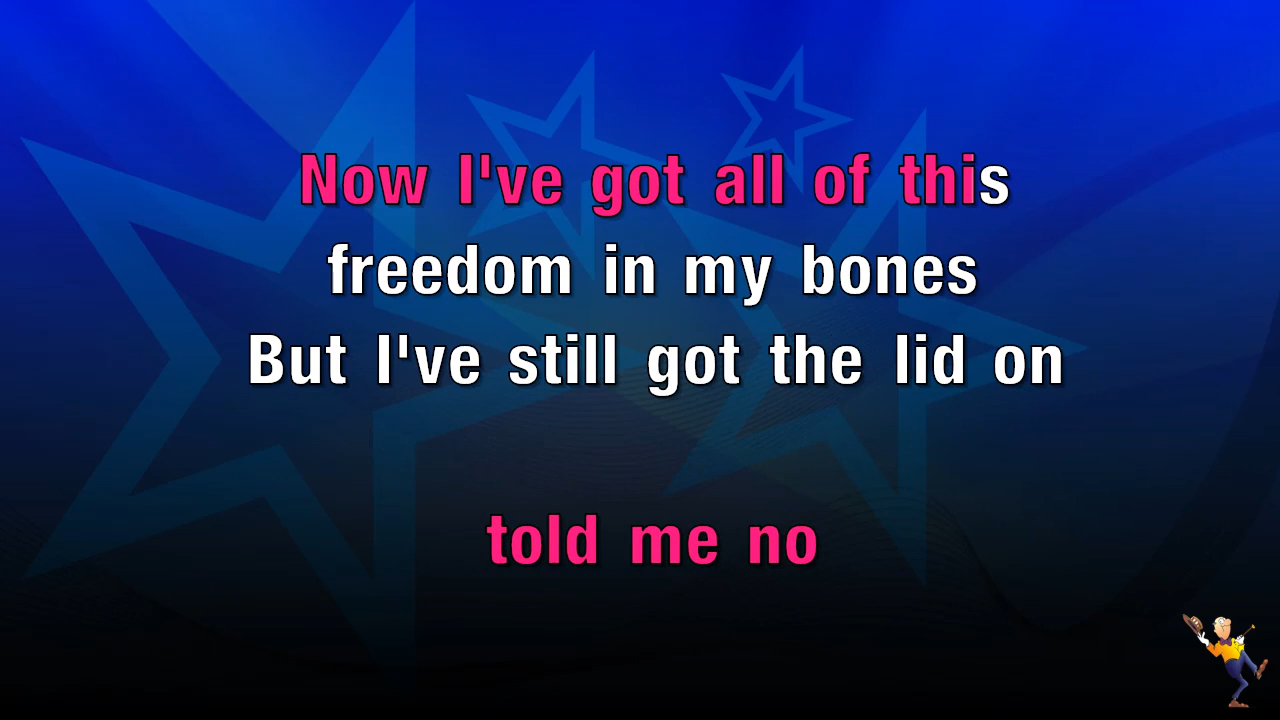 Now I've got all of this
freedom in my bones
But I've still got the lid on
told me no